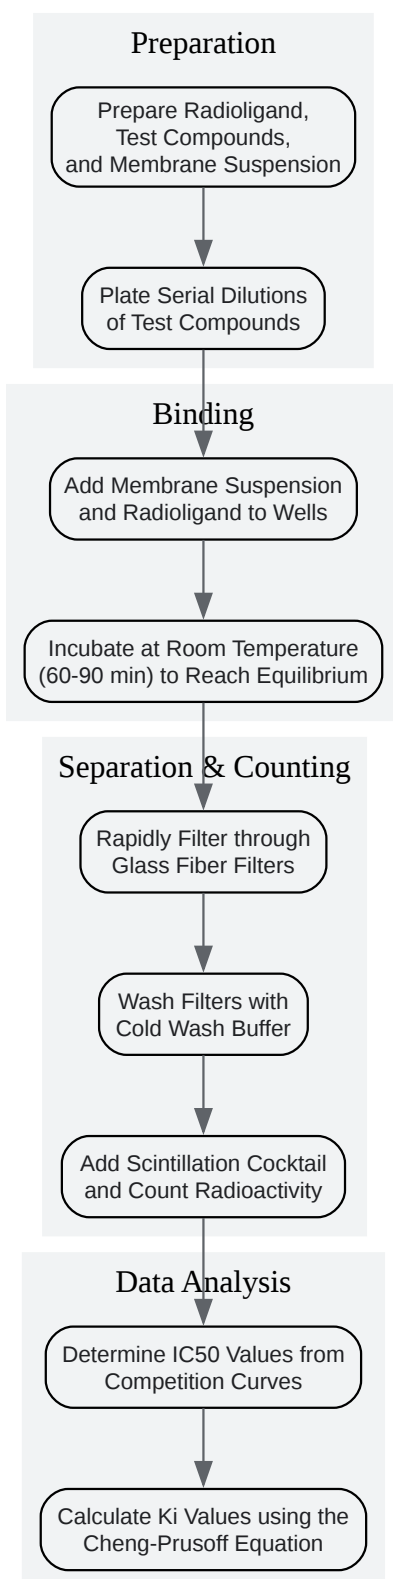 Preparation
Prepare Radioligand,
Test Compounds,
and Membrane Suspension
Plate Serial Dilutions
of Test Compounds
Binding
Add Membrane Suspension
and Radioligand to Wells
Incubate at Room Temperature
(60-90 min) to Reach Equilibrium
Separation & Counting
Rapidly Filter through
Glass Fiber Filters
Wash Filters with
Cold Wash Buffer
Add Scintillation Cocktail
and Count Radioactivity
Data Analysis
Determine IC50 Values from
Competition Curves
Calculate Ki Values using the
Cheng-Prusoff Equation